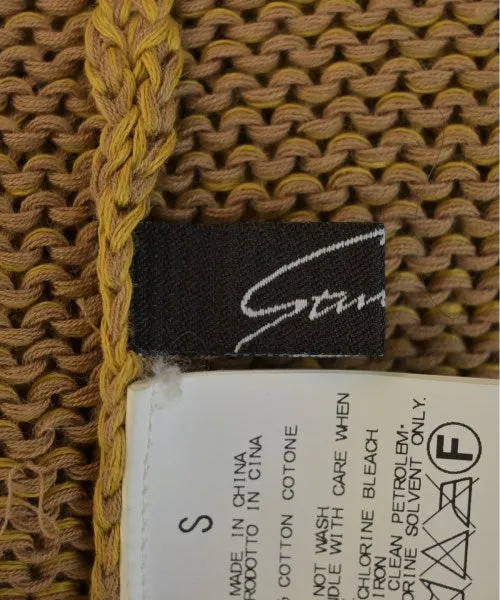 S
MADE IN CHINA
RODOTTO IN CINA
COTTON COTONE
NOT WASH
NDLE WITH CARE WHEN
CHLORINE BLEACH
IRON
CLEAN PETROLEM-
ORINE SOLVENT ONLY.
F